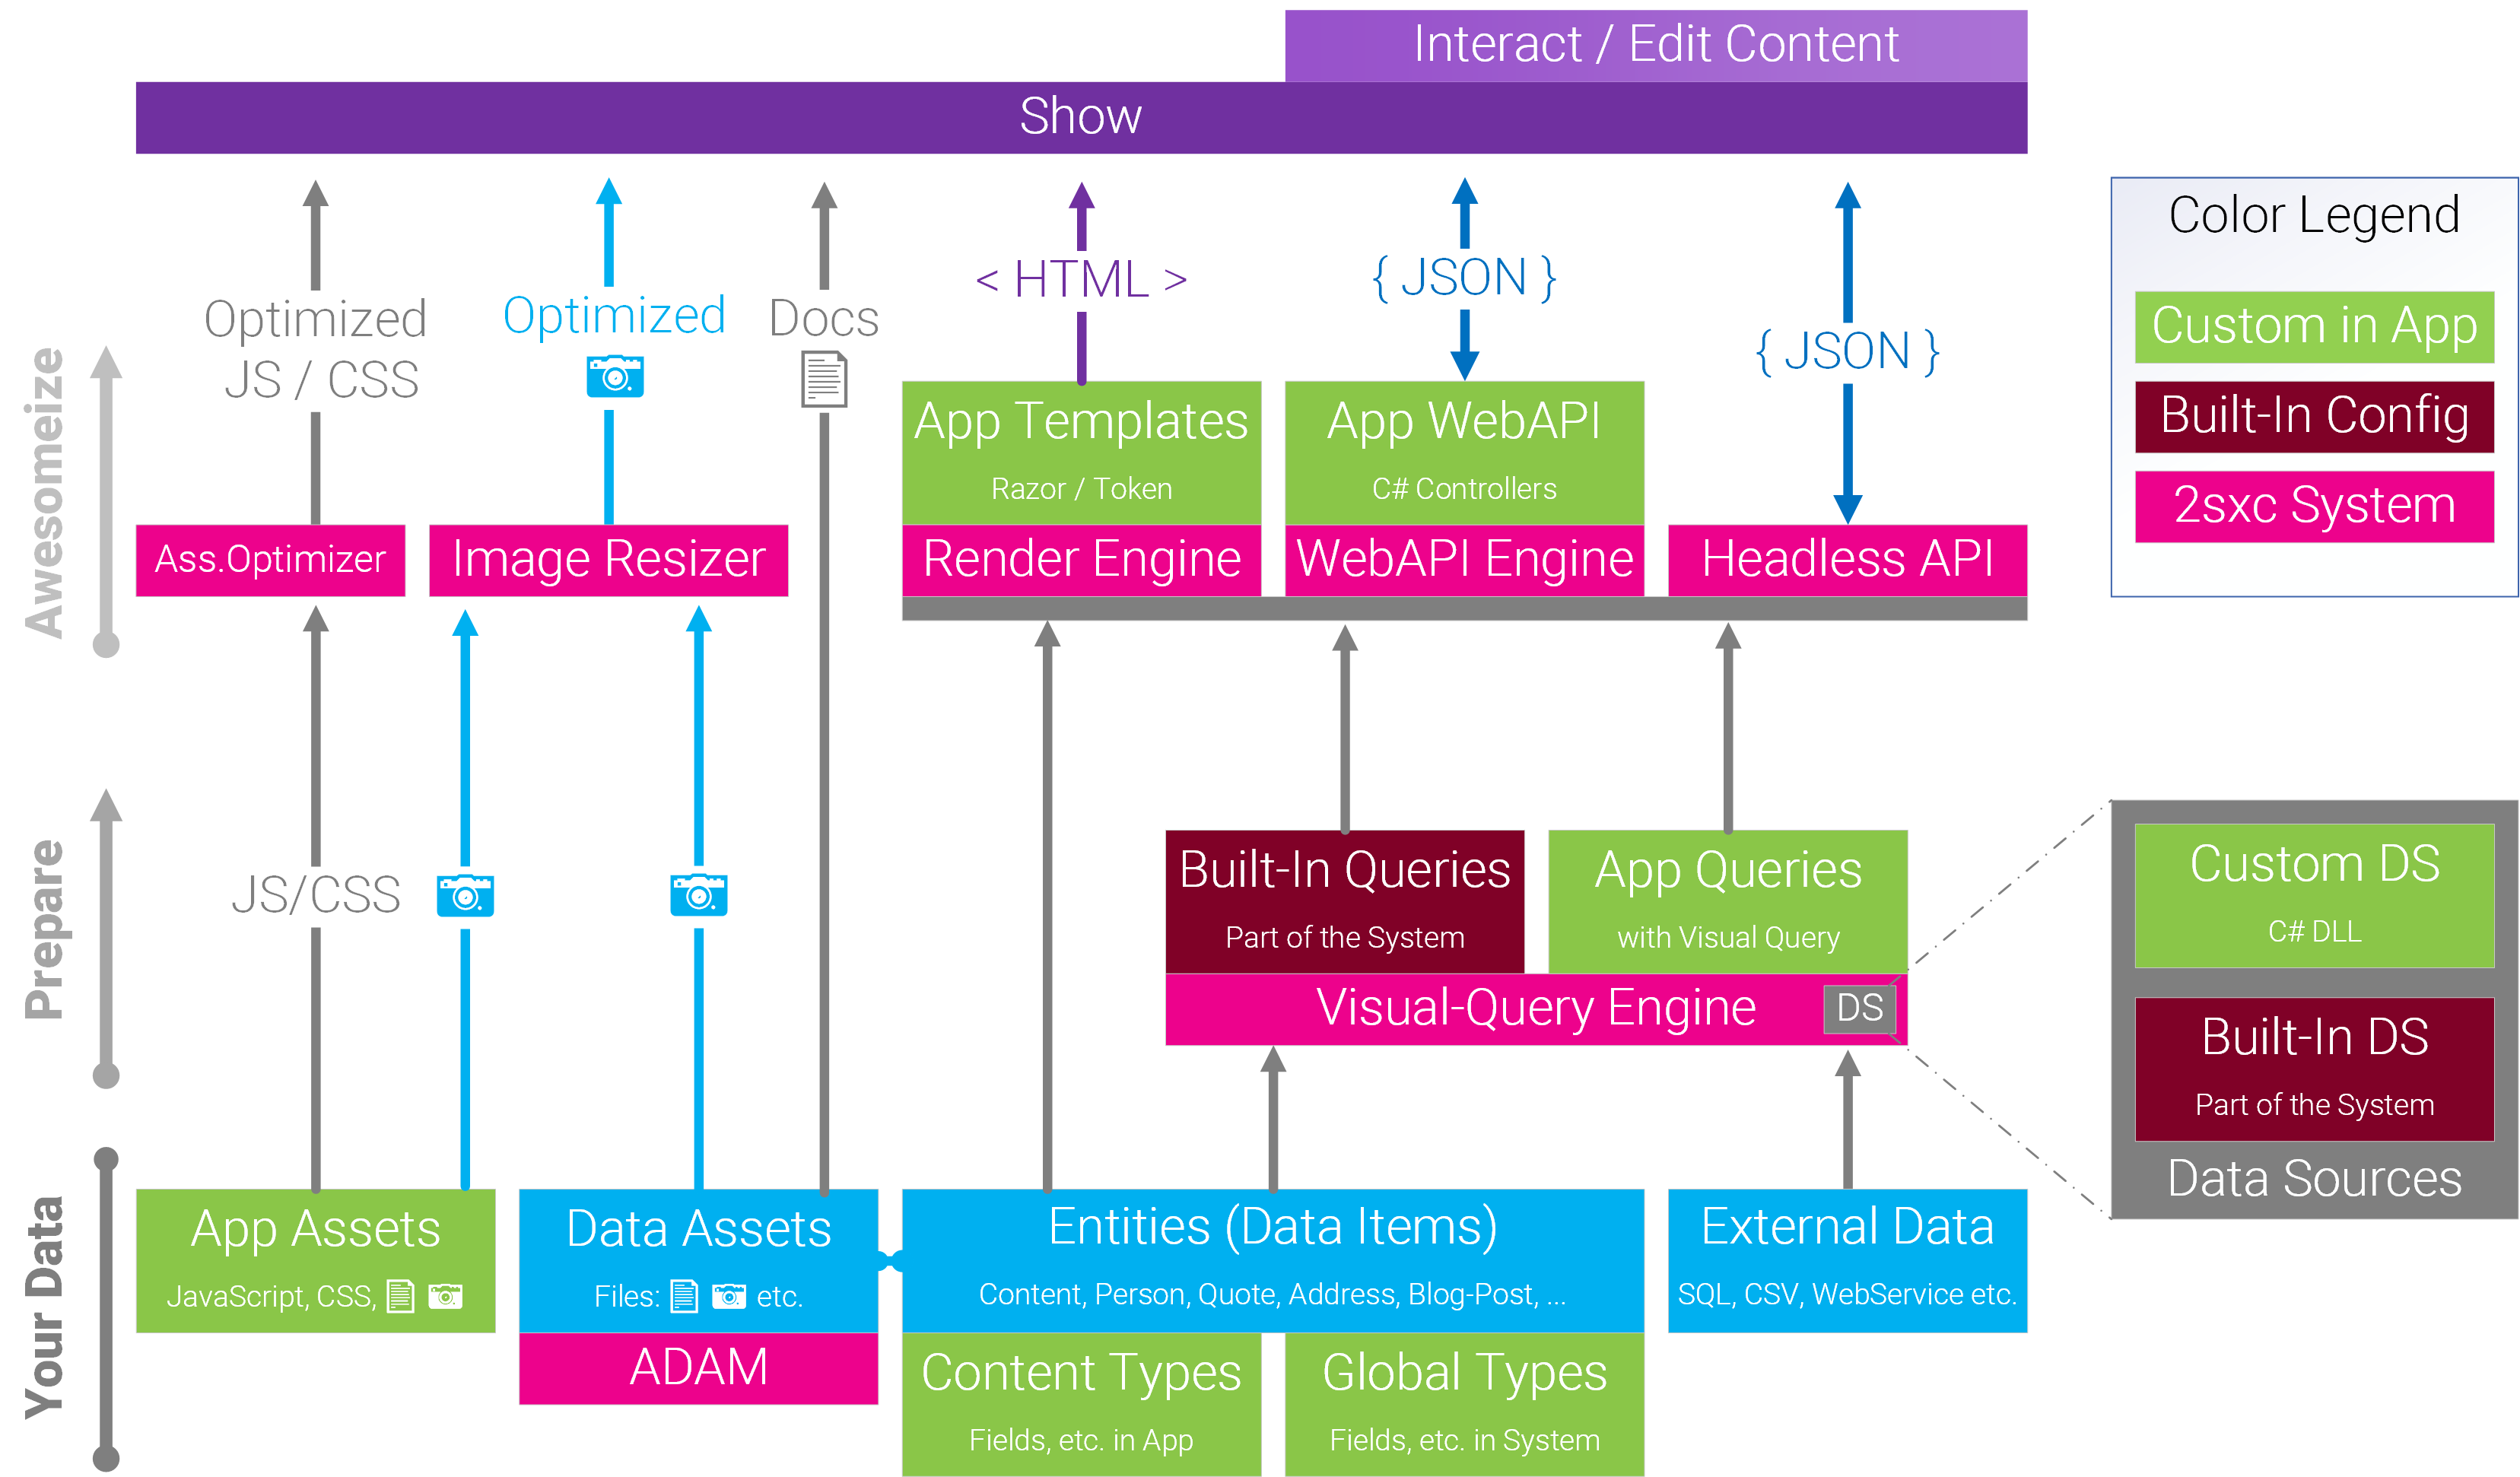 Interact / Edit Content
Show
Color Legend
Custom in App
Built-In Config
2sxc System
Awesomeize
Optimized
JS / CSS
Optimized
Docs
< HTML >
{ JSON }
{ JSON }
App Templates
Razor / Token
App WebAPI
C# Controllers
Ass.Optimizer
Image Resizer
Render Engine
WebAPI Engine
Headless API
Prepare
JS/CSS
Built-In Queries
Part of the System
App Queries
with Visual Query
Visual-Query Engine
DS
Custom DS
C# DLL
Built-In DS
Part of the System
Data Sources
Your Data
App Assets
JavaScript, CSS,
Data Assets
Files: etc.
ADAM
Entities (Data Items)
Content, Person, Quote, Address, Blog-Post, ...
External Data
SQL, CSV, WebService etc.
Content Types
Fields, etc. in App
Global Types
Fields, etc. in System